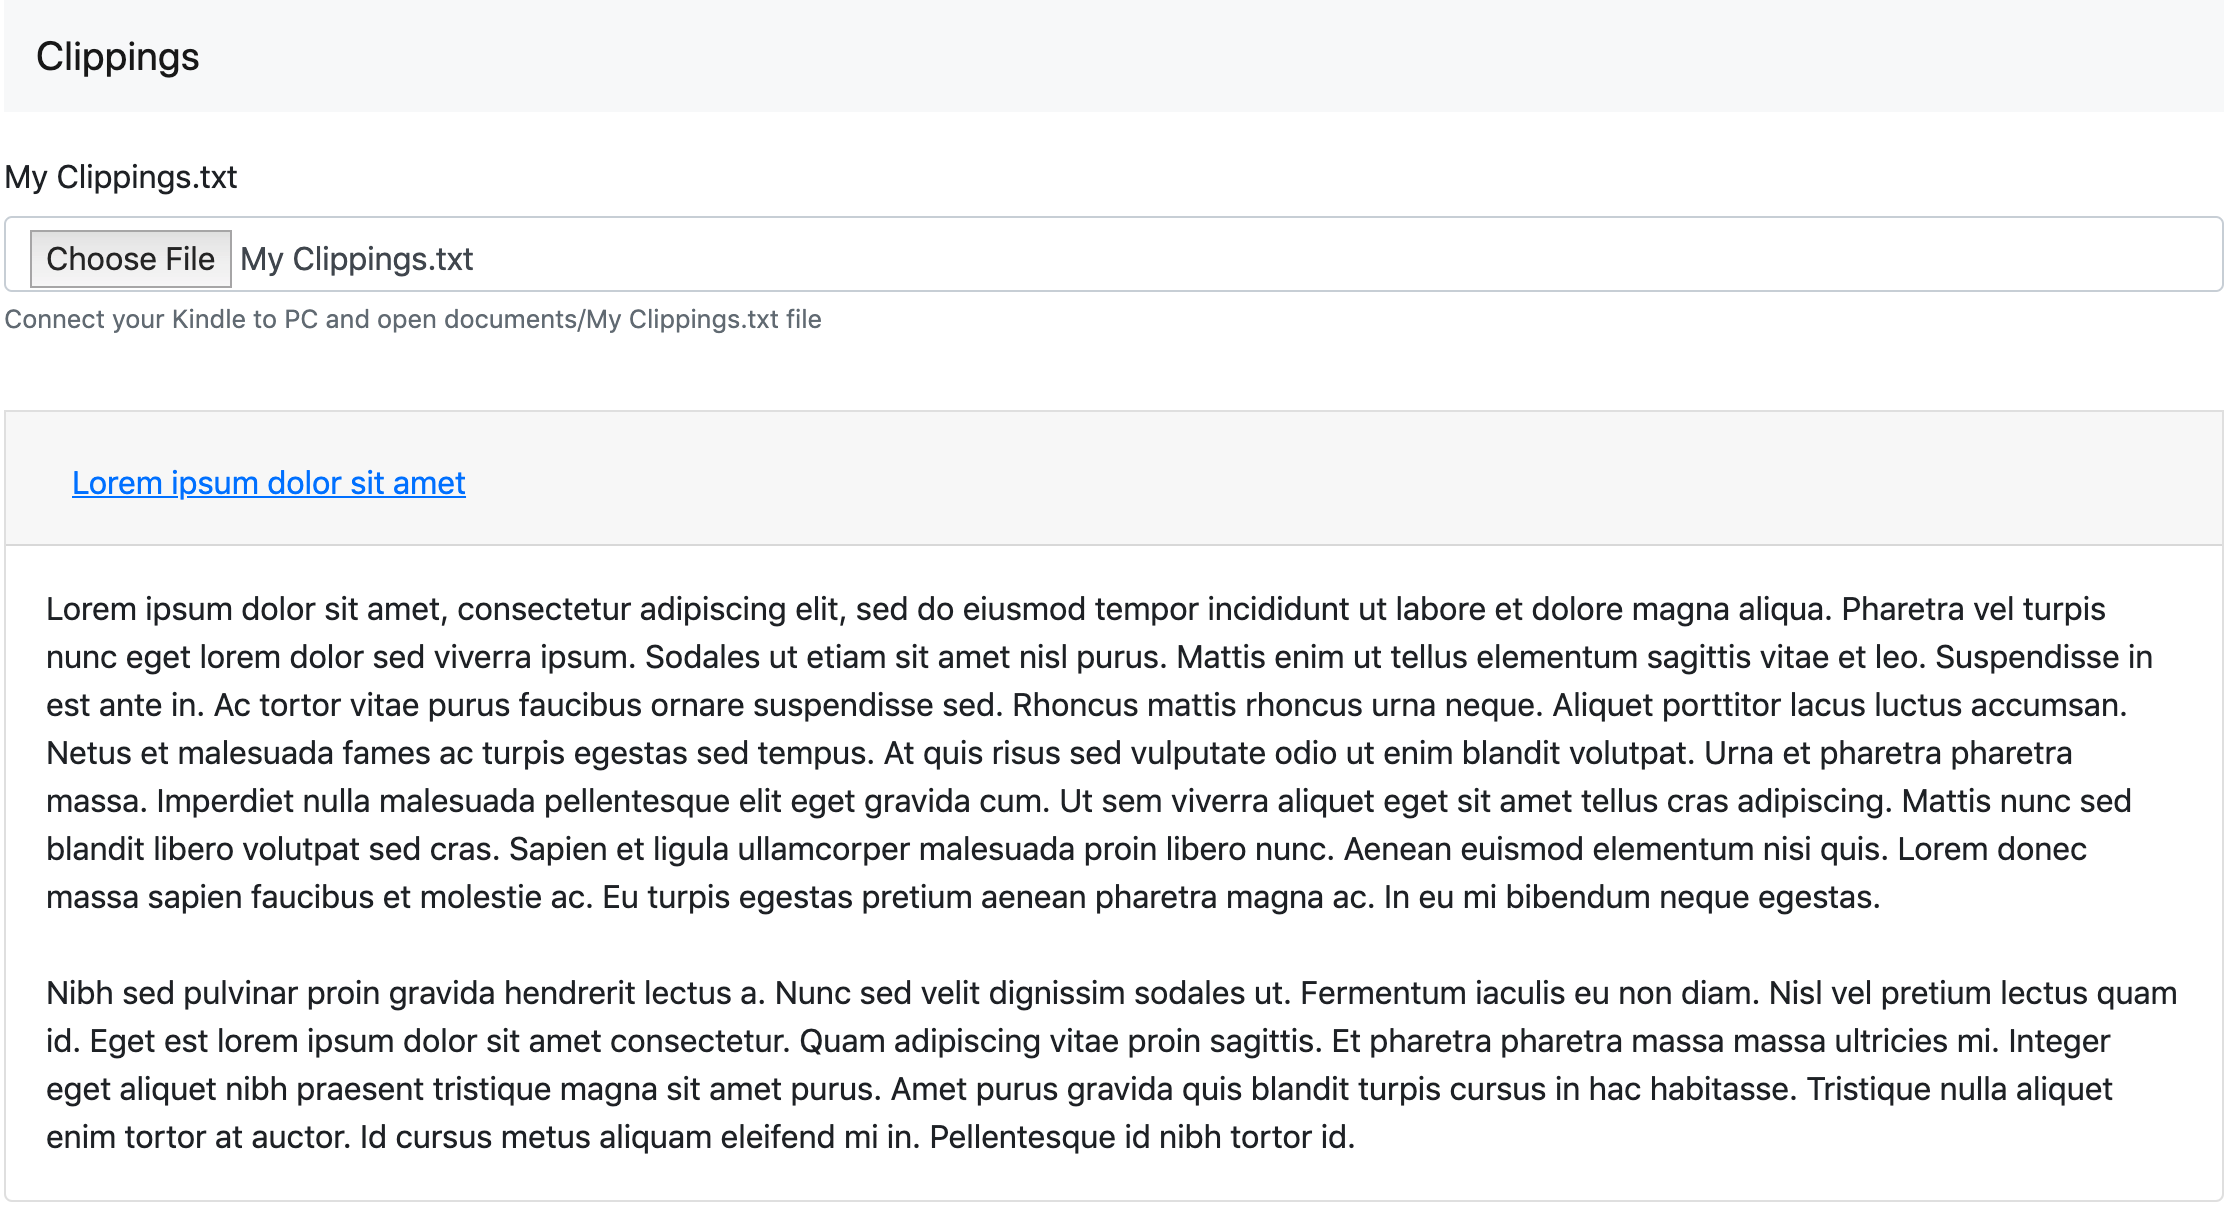 Clippings
My Clippings.txt
Choose File My Clippings.txt
Connect your Kindle to PC and open documents/My Clippings.txt file
Lorem ipsum dolor sit amet
Lorem ipsum dolor sit amet, consectetur adipiscing elit, sed do eiusmod tempor incididunt ut labore et dolore magna aliqua. Pharetra vel turpis
nunc eget lorem dolor sed viverra ipsum. Sodales ut etiam sit amet nisl purus. Mattis enim ut tellus elementum sagittis vitae et leo. Suspendisse in
est ante in. Ac tortor vitae purus faucibus ornare suspendisse sed. Rhoncus mattis rhoncus urna neque. Aliquet porttitor lacus luctus accumsan.
Netus et malesuada fames ac turpis egestas sed tempus. At quis risus sed vulputate odio ut enim blandit volutpat. Urna et pharetra pharetra
massa. Imperdiet nulla malesuada pellentesque elit eget gravida cum. Ut sem viverra aliquet eget sit amet tellus cras adipiscing. Mattis nunc sed
blandit libero volutpat sed cras. Sapien et ligula ullamcorper malesuada proin libero nunc. Aenean euismod elementum nisi quis. Lorem donec
massa sapien faucibus et molestie ac. Eu turpis egestas pretium aenean pharetra magna ac. In eu mi bibendum neque egestas.
Nibh sed pulvinar proin gravida hendrerit lectus a. Nunc sed velit dignissim sodales ut. Fermentum iaculis eu non diam. Nisl vel pretium lectus quam
id. Eget est lorem ipsum dolor sit amet consectetur. Quam adipiscing vitae proin sagittis. Et pharetra pharetra massa massa ultricies mi. Integer
eget aliquet nibh praesent tristique magna sit amet purus. Amet purus gravida quis blandit turpis cursus in hac habitasse. Tristique nulla aliquet
enim tortor at auctor. Id cursus metus aliquam eleifend mi in. Pellentesque id nibh tortor id.